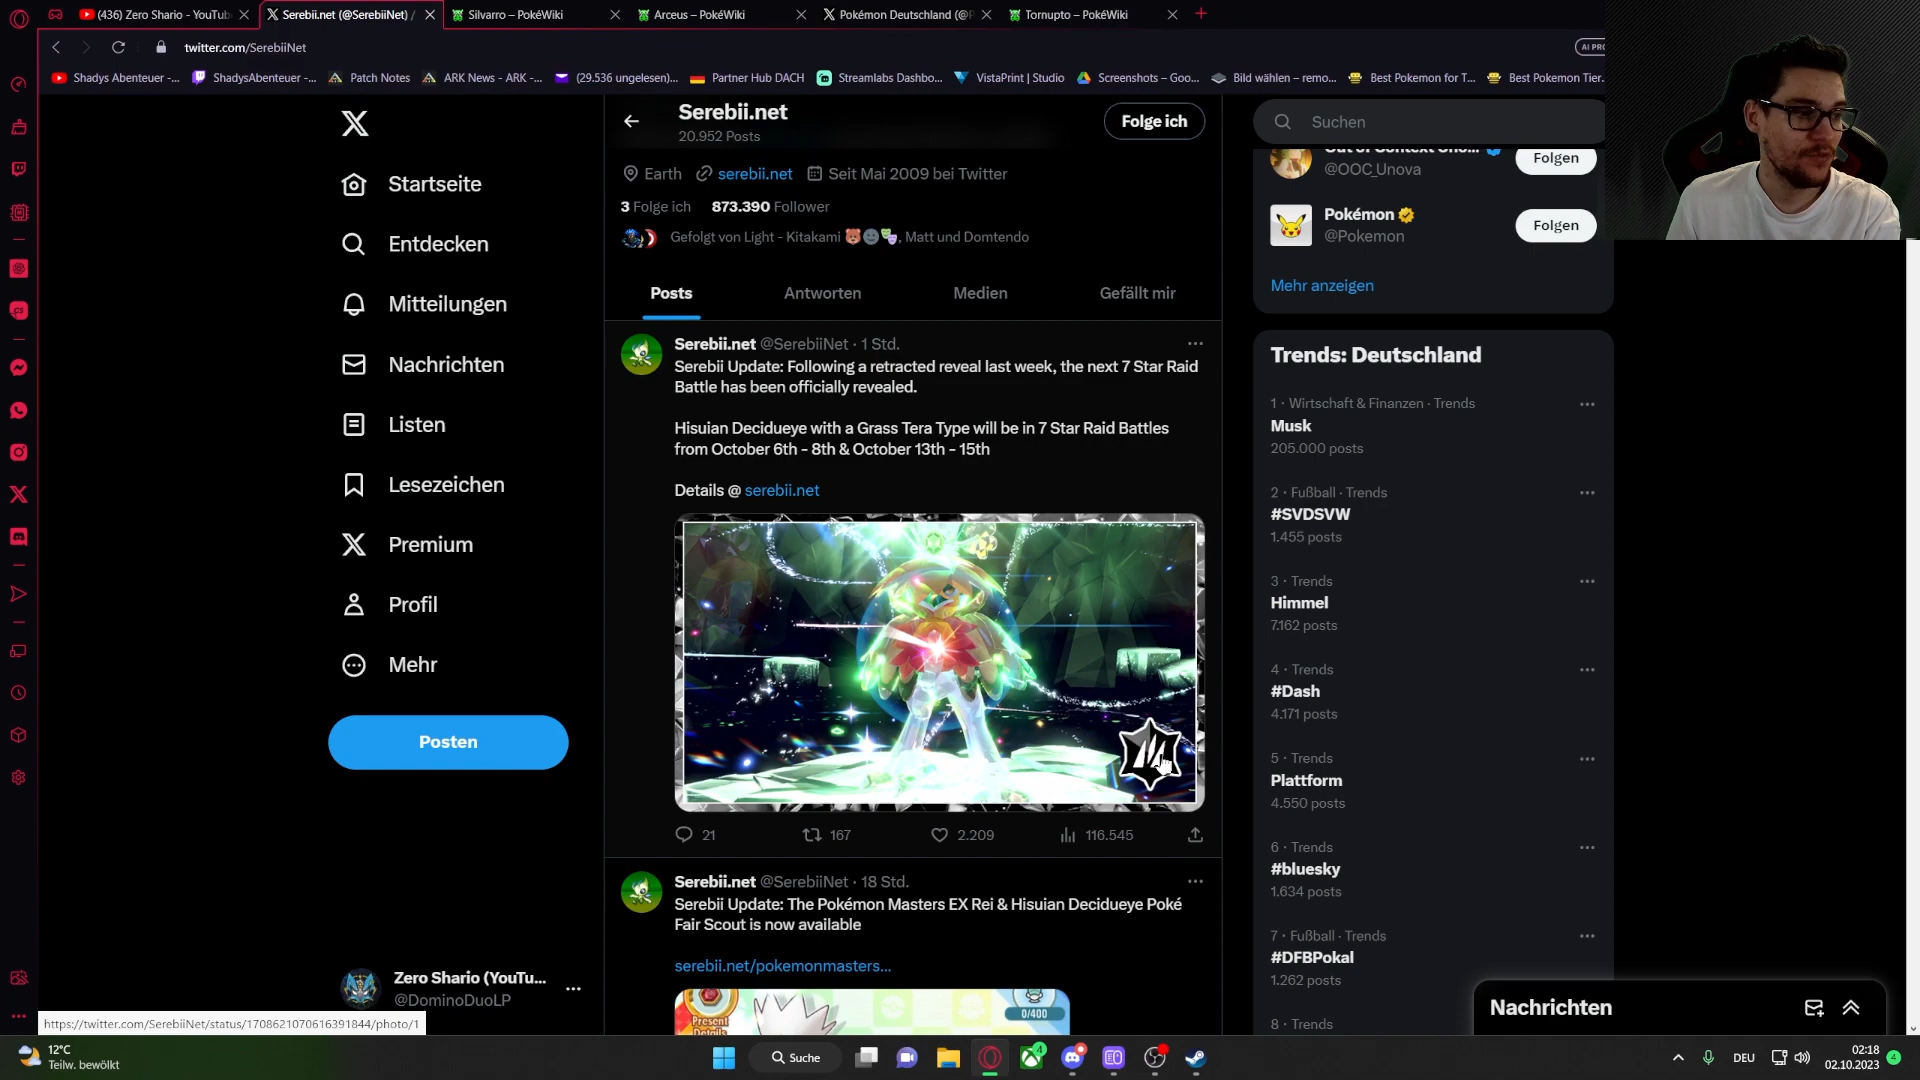 (436) Zero Shario - YouTub
Serebii.net (@SerebiiNet) /
Silvarro – PokéWiki
Arceus – PokéWiki
Pokémon Deutschland (@P
Tornupto – PokéWiki
twitter.com/SerebiiNet
AI PRO
Shadys Abenteuer -...
ShadysAbenteuer -...
Patch Notes
ARK News - ARK -...
(29.536 ungelesen)...
Partner Hub DACH
Streamlabs Dashbo...
VistaPrint | Studio
Screenshots – Goo...
Bild wählen – remo...
Best Pokemon for T...
Best Pokemon Tier...
Startseite
Entdecken
Mitteilungen
Nachrichten
Listen
Lesezeichen
Premium
Profil
Mehr
Posten
Zero Shario (YouTu...
@DominoDuoLP
https://twitter.com/SerebiiNet/status/1708621070616391844/photo/1
Serebii.net
20.952 Posts
Folge ich
Earth serebii.net Seit Mai 2009 bei Twitter
3 Folge ich 873.390 Follower
Gefolgt von Light - Kitakami, Matt und Domtendo
Posts Antworten Medien Gefällt mir
Serebii.net @SerebiiNet · 1 Std.
Serebii Update: Following a retracted reveal last week, the next 7 Star Raid
Battle has been officially revealed.
Hisuian Decidueye with a Grass Tera Type will be in 7 Star Raid Battles
from October 6th - 8th & October 13th - 15th
Details @ serebii.net
21 167 2.209 116.545
Serebii.net @SerebiiNet · 18 Std.
Serebii Update: The Pokémon Masters EX Rei & Hisuian Decidueye Poké
Fair Scout is now available
serebii.net/pokemonmasters...
Present
Details
0/400
Suchen
@OOC_Unova
Folgen
Pokémon
@Pokemon
Folgen
Mehr anzeigen
Trends: Deutschland
1 · Wirtschaft & Finanzen · Trends
Musk
205.000 posts
2 · Fußball · Trends
#SVDSVW
1.455 posts
3 · Trends
Himmel
7.162 posts
4 · Trends
#Dash
4.171 posts
5 · Trends
Plattform
4.550 posts
6 · Trends
#bluesky
1.634 posts
7 · Fußball · Trends
#DFBPokal
1.262 posts
8 · Trends
Nachrichten
12°C
Teilw. bewölkt
Suche
4
DEU
02:18
02.10.2023
4